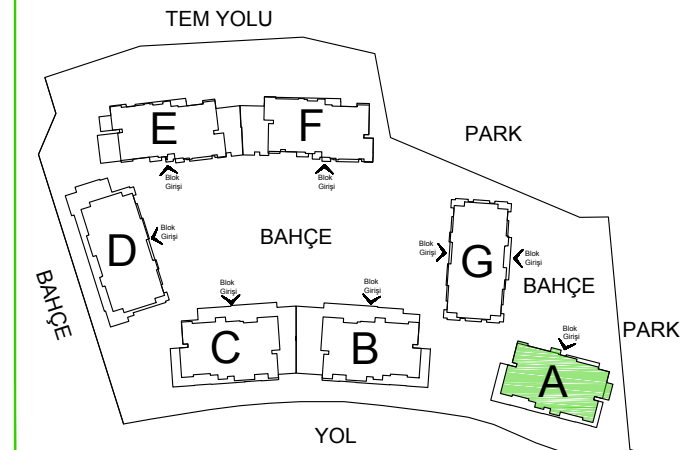 TEM YOLU
PARK
E
F
Blok
Girişi
Blok
Girişi
D
Blok
Girişi
BAHÇE
Blok
Girişi
G
Blok
Girişi
BAHÇE
BAHÇE
Blok
Girişi
Blok
Girişi
C
B
Blok
Girişi
PARK
A
YOL